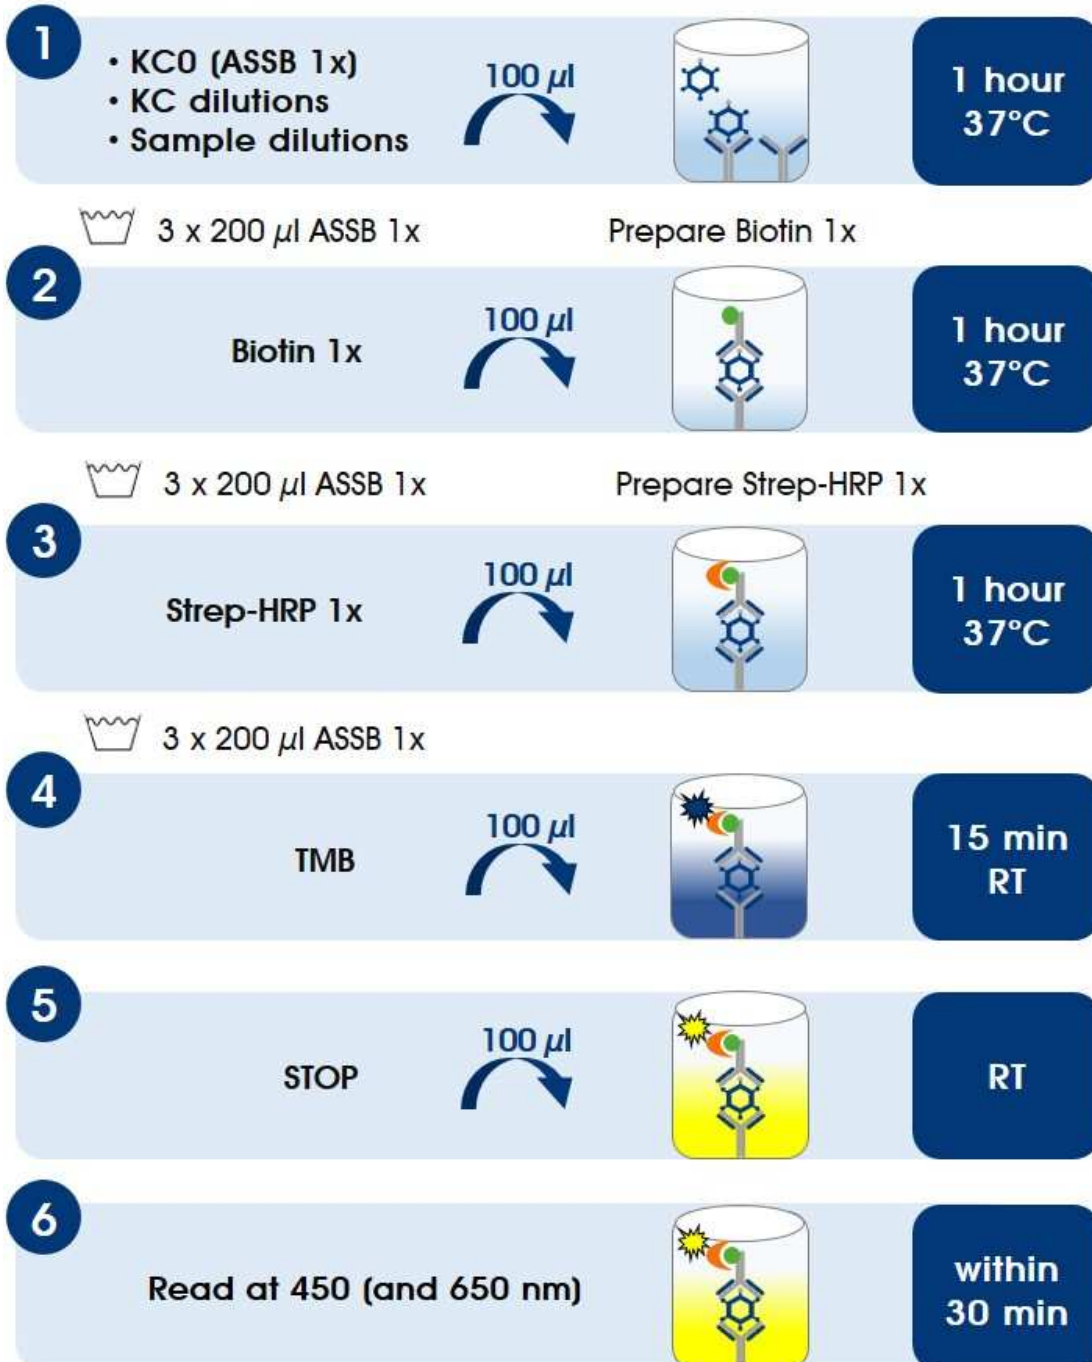 1
• KC0 (ASSB 1x)
• KC dilutions
• Sample dilutions
100 µl
1 hour
37°C
3 x 200 µl ASSB 1x
Prepare Biotin 1x
2
Biotin 1x
100 µl
1 hour
37°C
3 x 200 µl ASSB 1x
Prepare Strep-HRP 1x
3
Strep-HRP 1x
100 µl
1 hour
37°C
3 x 200 µl ASSB 1x
4
TMB
100 µl
15 min
RT
5
STOP
100 µl
RT
6
Read at 450 (and 650 nm)
within
30 min